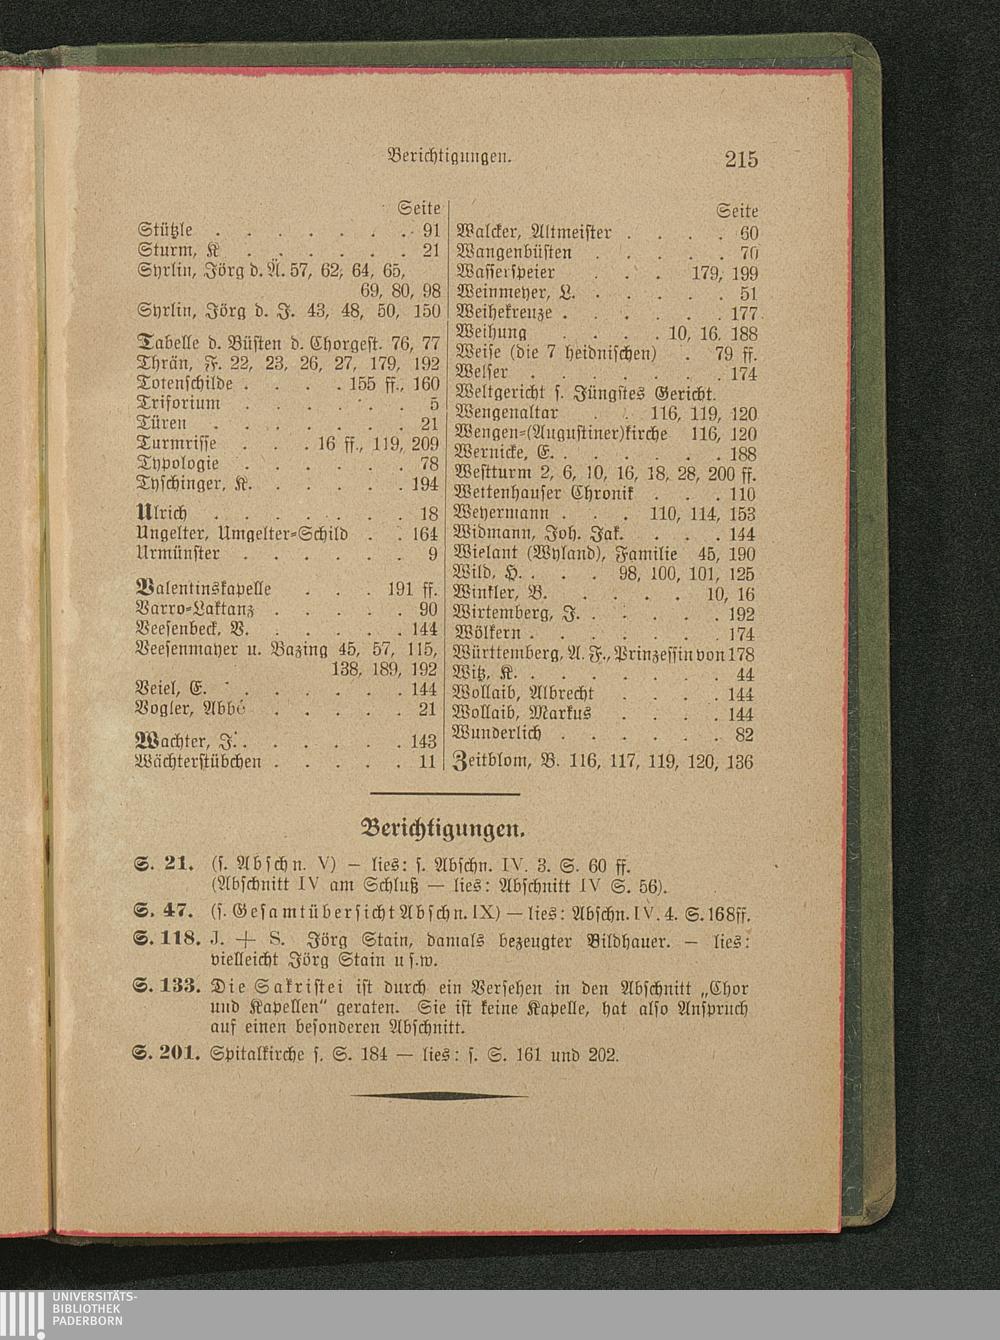 Berichtigungen. 215
Seite
Stützle . . . . . . . 91
Sturm, K . . . . . . 21
Syrlin, Jörg d. Ä. 57, 62, 64, 65,
69, 80, 98
Syrlin, Jörg d. J. 43, 48, 50, 150
Tabelle d. Büsten d. Chorgest. 76, 77
Thrän, F. 22, 23, 26, 27, 179, 192
Totenschilde . . . . 155 ff., 160
Triforium . . . . . . 5
Türen . . . . . . . 21
Turmrisse . . . 16 ff., 119, 209
Typologie . . . . . . 78
Tyschinger, K. . . . . . 194
Ulrich . . . . . . . 18
Ungelter, Umgelter-Schild . . 164
Urmünster . . . . . . 9
Valentinskapelle . . . 191 ff.
Varro-Laktanz . . . . . 90
Veesenbeck, V. . . . . . 144
Veesenmayer u. Bazing 45, 57, 115,
138, 189, 192
Veiel, E. . . . . . . 144
Vogler, Abbé . . . . . 21
Wachter, J. . . . . . . 143
Wächterstübchen . . . . . 11
Seite
Walcker, Altmeister . . . . 60
Wangenbüsten . . . . . 70
Wasserspeier . . . 179, 199
Weinmeyer, L. . . . . . 51
Weihekreuze . . . . . . 177
Weihung . . . . 10, 16, 188
Weise (die 7 heidnischen) . 79 ff.
Welser . . . . . . . 174
Weltgericht s. Jüngstes Gericht.
Wengenaltar . . 116, 119, 120
Wengen-(Augustiner)kirche 116, 120
Wernicke, E. . . . . . . 188
Westturm 2, 6, 10, 16, 18, 28, 200 ff.
Wettenhauser Chronik . . . 110
Weyermann . . . 110, 114, 153
Widmann, Joh. Jak. . . . 144
Wielant (Wyland), Familie 45, 190
Wild, H. . . . 98, 100, 101, 125
Winkler, B. . . . . 10, 16
Wirtemberg, J. . . . . . 192
Wölkern . . . . . . . 174
Württemberg, A. F., Prinzessin von 178
Witz, K. . . . . . . . 44
Wollaib, Albrecht . . . . 144
Wollaib, Markus . . . . 144
Wunderlich . . . . . . 82
Zeitblom, B. 116, 117, 119, 120, 136
Berichtigungen.
S. 21. (s. Abschn. V) — lies: s. Abschn. IV. 3. S. 60 ff.
(Abschnitt IV am Schluß — lies: Abschnitt IV S. 56).
S. 47. (s. Gesamtübersicht Abschn. IX) — lies: Abschn. IV. 4. S. 168 ff.
S. 118. J. + S. Jörg Stain, damals bezeugter Bildhauer. — lies:
vielleicht Jörg Stain u s.w.
S. 133. Die Sakristei ist durch ein Versehen in den Abschnitt „Chor
und Kapellen“ geraten. Sie ist keine Kapelle, hat also Anspruch
auf einen besonderen Abschnitt.
S. 201. Spitalkirche s. S. 184 — lies: s. S. 161 und 202.
UNIVERSITÄTS-
BIBLIOTHEK
PADERBORN